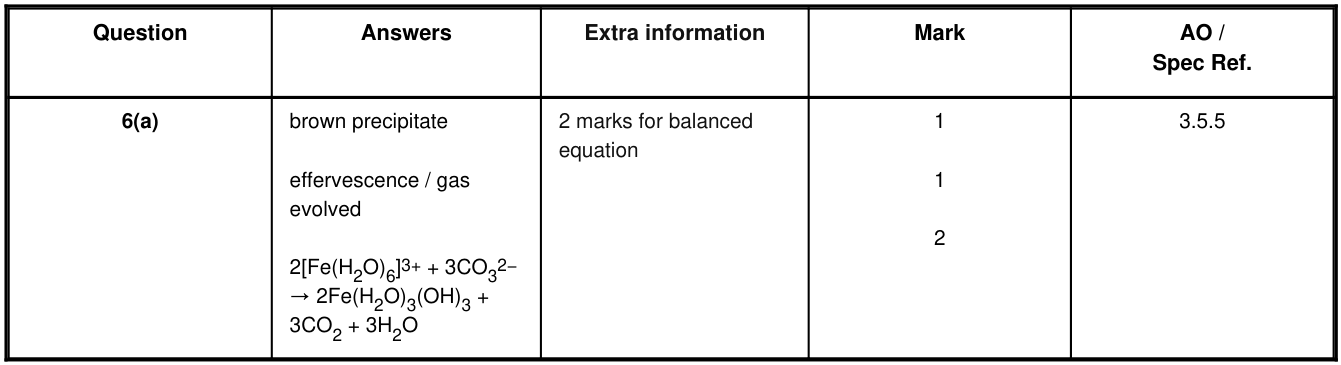 Question Answers Extra information Mark AO /
Spec Ref.
6(a) brown precipitate 2 marks for balanced 1 3.5.5
equation
effervescence / gas 1
evolved
2
2[Fe(H₂O)₆]³⁺ + 3CO₃²⁻
→ 2Fe(H₂O)₃(OH)₃ +
3CO₂ + 3H₂O